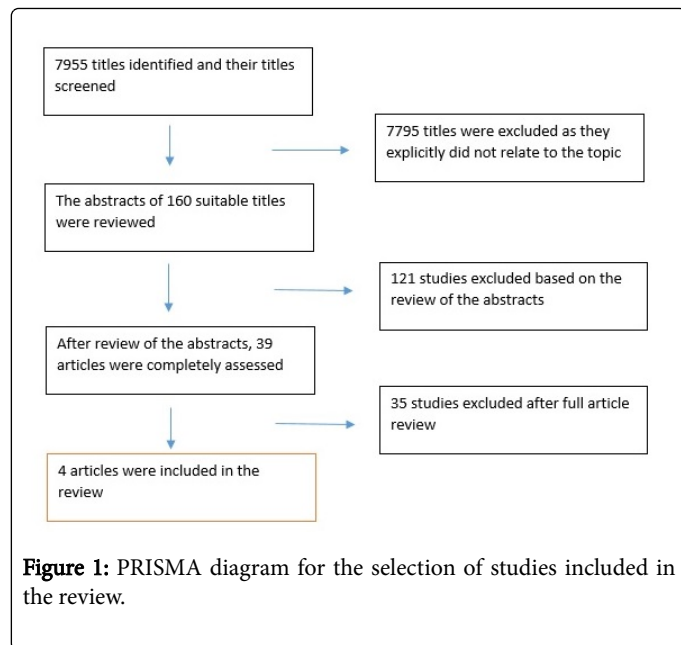 7955 titles identified and their titles
screened
7795 titles were excluded as they
explicitly did not relate to the topic
The abstracts of 160 suitable titles
were reviewed
121 studies excluded based on the
review of the abstracts
After review of the abstracts, 39
articles were completely assessed
35 studies excluded after full article
review
4 articles were included in the
review
Figure 1: PRISMA diagram for the selection of studies included in
the review.